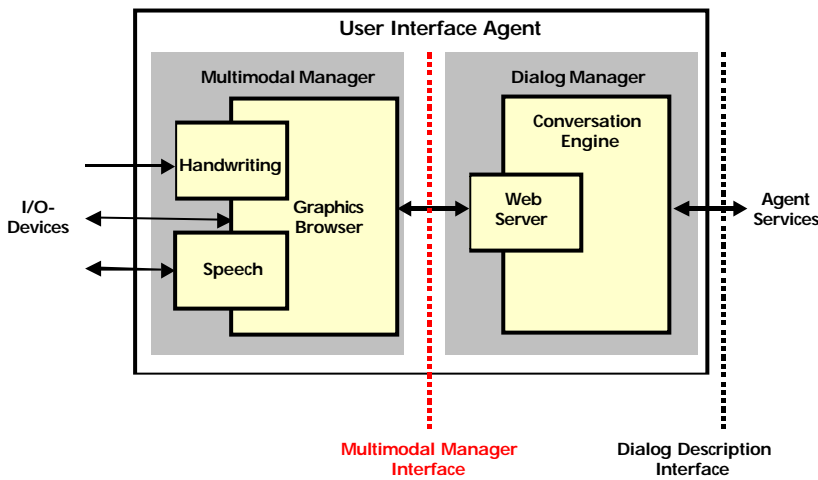 User Interface Agent
Multimodal Manager
Dialog Manager
Handwriting
Graphics
Browser
Speech
Conversation
Engine
Web
Server
I/O-
Devices
Agent
Services
Multimodal Manager
Interface
Dialog Description
Interface